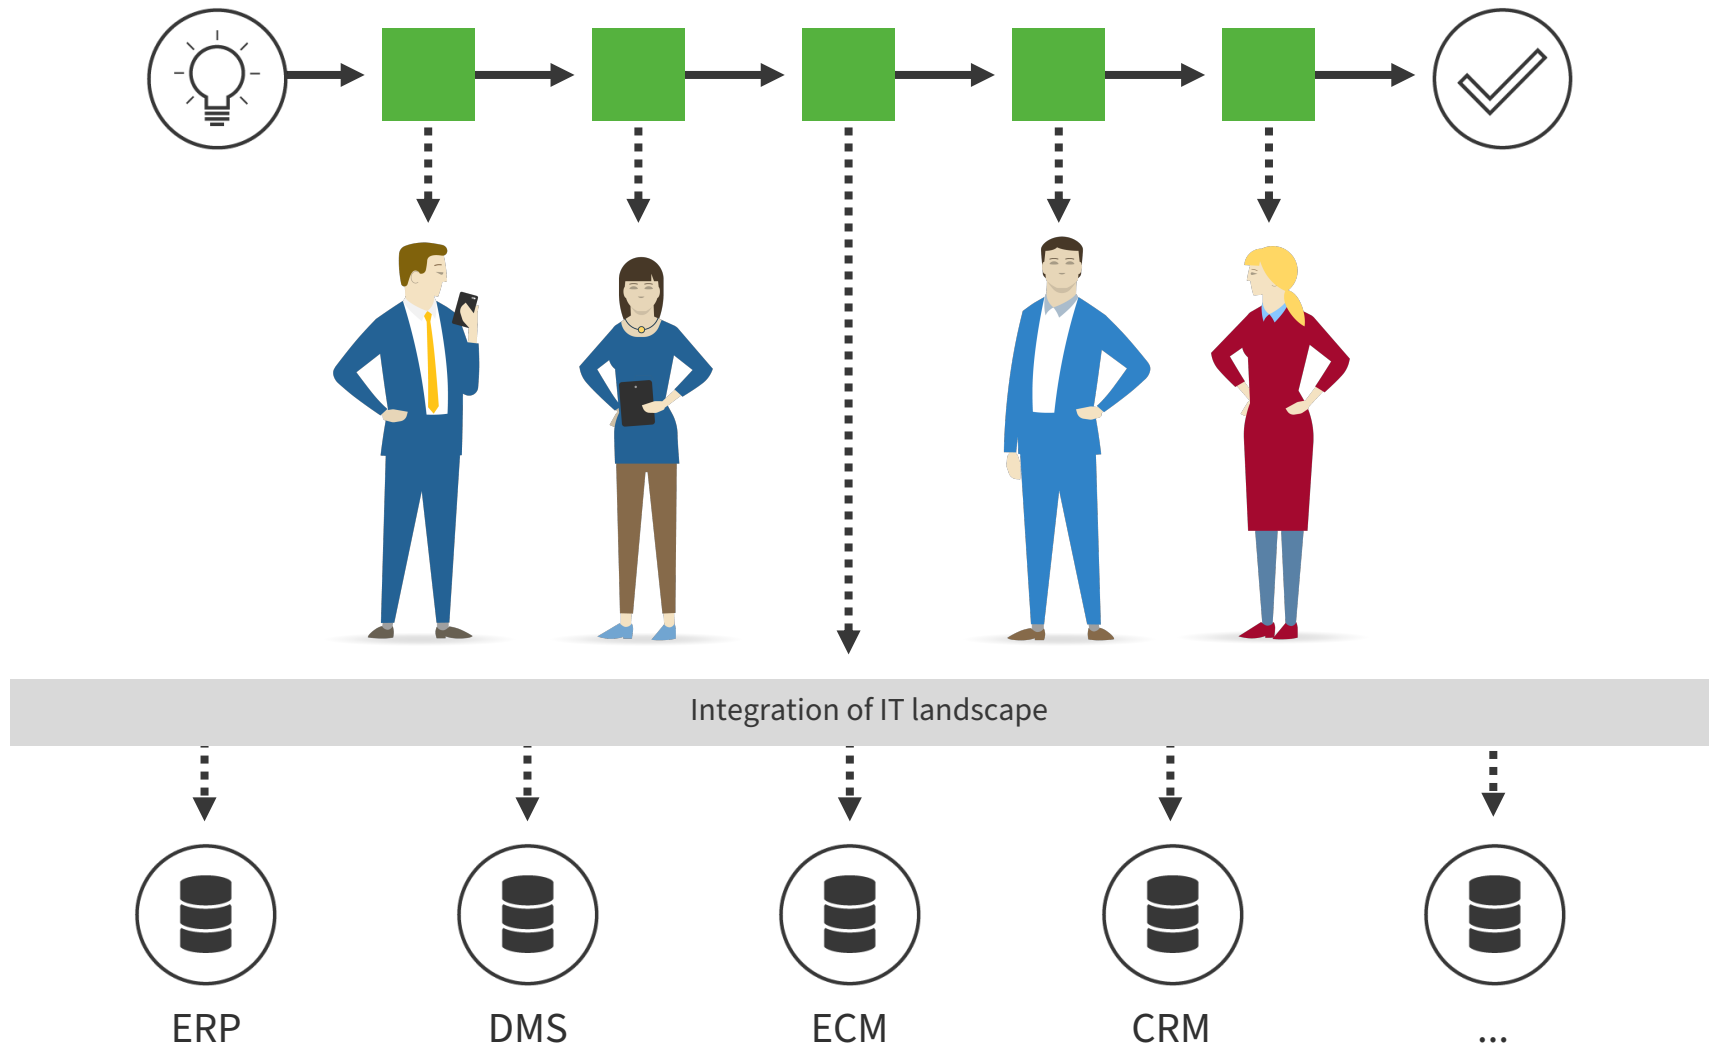 Integration of IT landscape
ERP
DMS
ECM
CRM
...